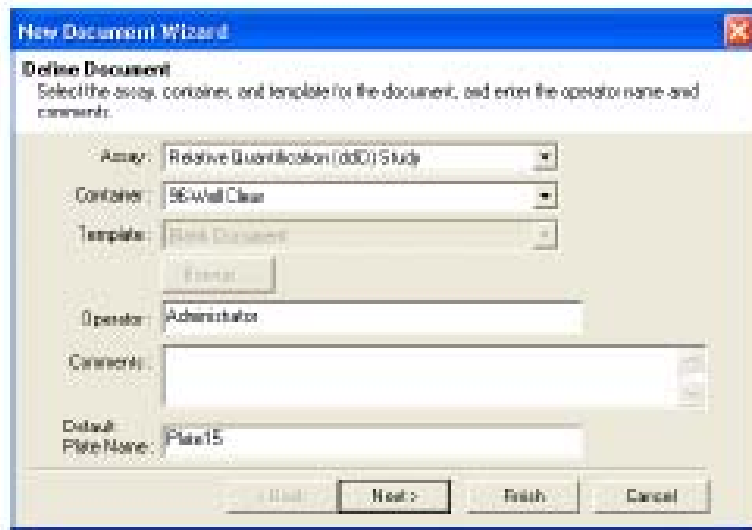 New Document Wizard
Define Document
Select the assay, container, and template for the document, and enter the operator name and
comments.
Assay: Relative Quantification (ddCt) Study
Container: 96-Well Clear
Template: Blank Document
Browse...
Operator: Administrator
Comments:
Default
Plate Name: Plate15
< Back Next > Finish Cancel